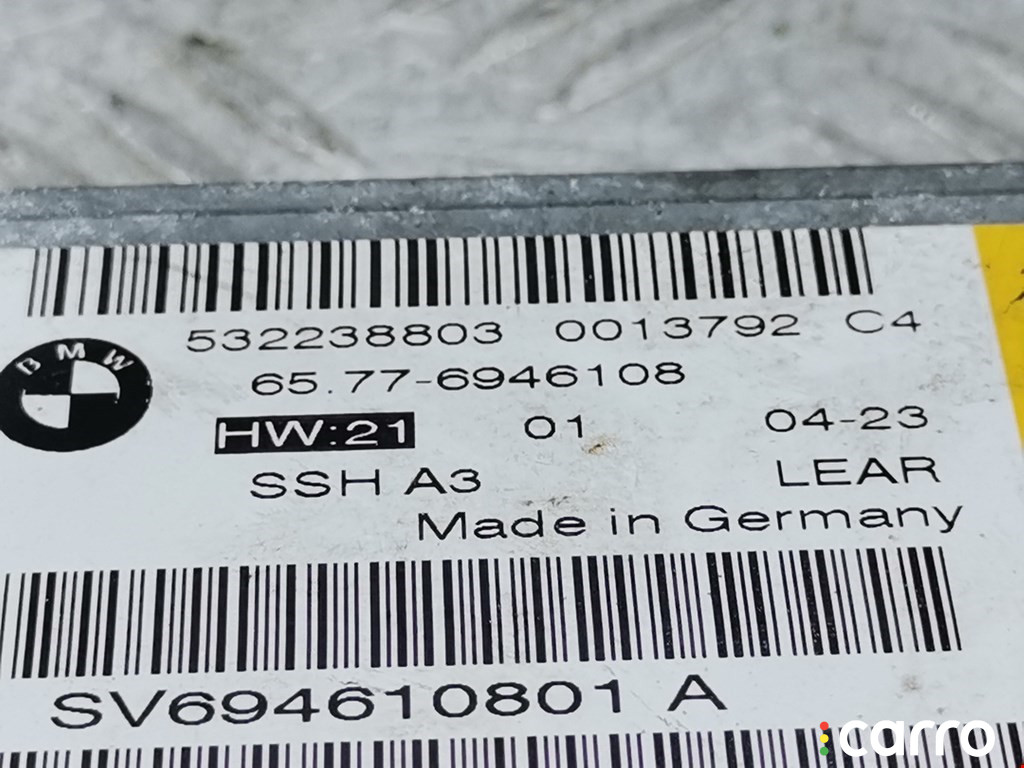 532238803 0013792 C4
BMW
65.77-6946108
HW:21 01 04-23
SSH A3 LEAR
Made in Germany
SV694610801 A
carro